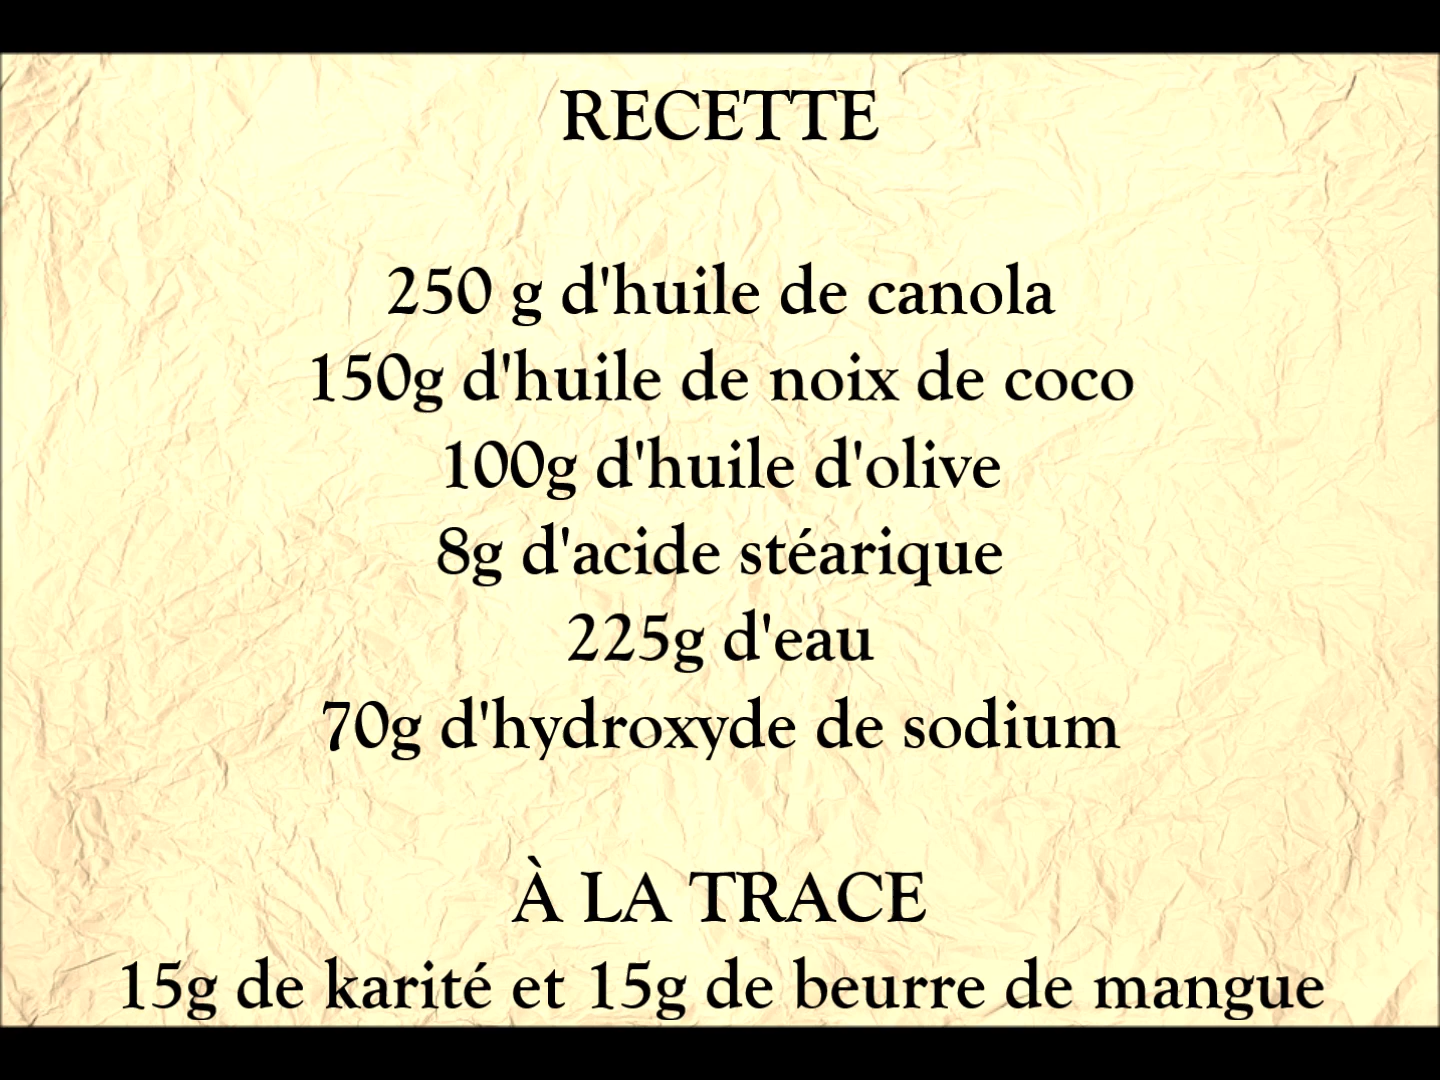 RECETTE
250 g d'huile de canola
150g d'huile de noix de coco
100g d'huile d'olive
8g d'acide stéarique
225g d'eau
70g d'hydroxyde de sodium
À LA TRACE
15g de karité et 15g de beurre de mangue